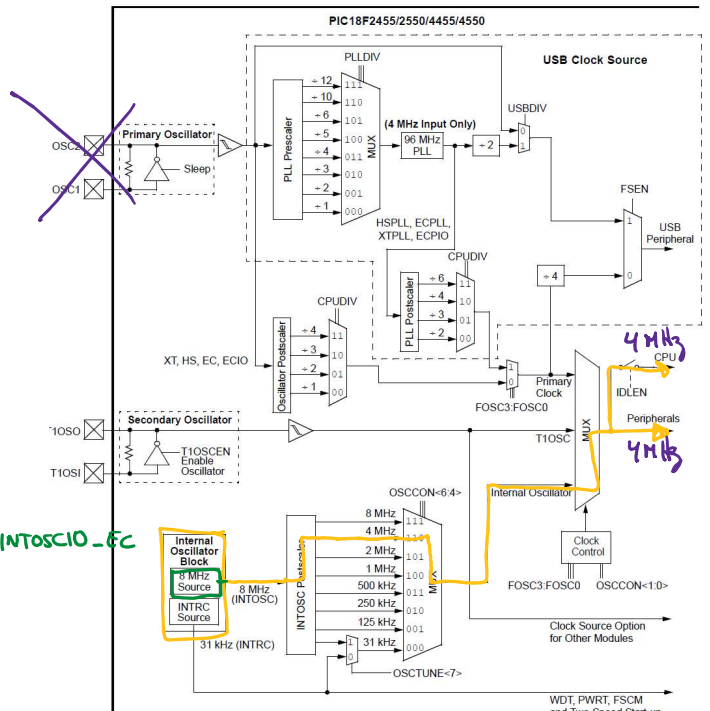 PIC18F2455/2550/4455/4550
USB Clock Source
PLLDIV
÷ 12
111
÷ 10
110
÷ 6
101
÷ 5
100
÷ 4
011
÷ 3
010
÷ 2
001
÷ 1
000
PLL Prescaler
MUX
(4 MHz Input Only)
96 MHz
PLL
÷ 2
USBDIV
0
1
FSEN
1
0
USB
Peripheral
÷ 4
Primary Oscillator
OSC2
OSC1
Sleep
HSPLL, ECPLL,
XTPLL, ECPIO
CPUDIV
PLL Postscaler
÷ 6
11
÷ 4
10
÷ 3
01
÷ 2
00
CPUDIV
Oscillator Postscaler
÷ 4
11
÷ 3
10
÷ 2
01
÷ 1
00
XT, HS, EC, ECIO
1
0
Primary
Clock
FOSC3:FOSC0
4 MHz
CPU
IDLEN
Peripherals
4 MHz
MUX
Secondary Oscillator
T1OSO
T1OSI
T1OSCEN
Enable
Oscillator
T1OSC
Internal Oscillator
OSCCON<6:4>
INTOSCIO_EC
Internal
Oscillator
Block
8 MHz
Source
INTRC
Source
8 MHz
(INTOSC)
31 kHz (INTRC)
INTOSC Postscaler
8 MHz
111
4 MHz
110
2 MHz
101
1 MHz
100
500 kHz
011
250 kHz
010
125 kHz
001
31 kHz
000
MUX
1
0
OSCTUNE<7>
Clock
Control
FOSC3:FOSC0
OSCCON<1:0>
Clock Source Option
for Other Modules
WDT, PWRT, FSCM
and Two-Speed Start-up